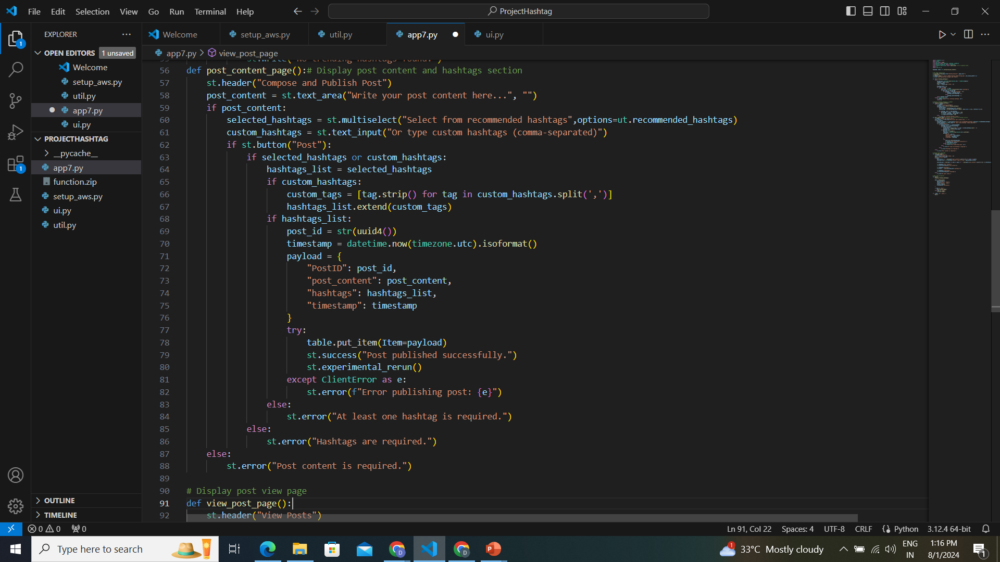 File Edit Selection View Go Run Terminal Help
ProjectHashtag
EXPLORER
Welcome setup_aws.py util.py app7.py ui.py
OPEN EDITORS 1 unsaved
Welcome
setup_aws.py
util.py
app7.py
ui.py
PROJECTHASHTAG
__pycache__
app7.py
function.zip
setup_aws.py
ui.py
util.py
OUTLINE
TIMELINE
1
1
app7.py > view_post_page
56 def post_content_page():# Display post content and hashtags section
57 st.header("Compose and Publish Post")
58 post_content = st.text_area("Write your post content here...", "")
59 if post_content:
60 selected_hashtags = st.multiselect("Select from recommended hashtags",options=ut.recommended_hashtags)
61 custom_hashtags = st.text_input("Or type custom hashtags (comma-separated)")
62 if st.button("Post"):
63 if selected_hashtags or custom_hashtags:
64 hashtags_list = selected_hashtags
65 if custom_hashtags:
66 custom_tags = [tag.strip() for tag in custom_hashtags.split(',')]
67 hashtags_list.extend(custom_tags)
68 if hashtags_list:
69 post_id = str(uuid4())
70 timestamp = datetime.now(timezone.utc).isoformat()
71 payload = {
72 "PostID": post_id,
73 "post_content": post_content,
74 "hashtags": hashtags_list,
75 "timestamp": timestamp
76 }
77 try:
78 table.put_item(Item=payload)
79 st.success("Post published successfully.")
80 st.experimental_rerun()
81 except ClientError as e:
82 st.error(f"Error publishing post: {e}")
83 else:
84 st.error("At least one hashtag is required.")
85 else:
86 st.error("Hashtags are required.")
87 else:
88 st.error("Post content is required.")
89
90 # Display post view page
91 def view_post_page():
92 st.header("View Posts")
0 0 0
Ln 91, Col 22 Spaces: 4 UTF-8 CRLF Python 3.12.4 64-bit
Type here to search
1
33°C Mostly cloudy
ENG
IN
1:16 PM
8/1/2024
1